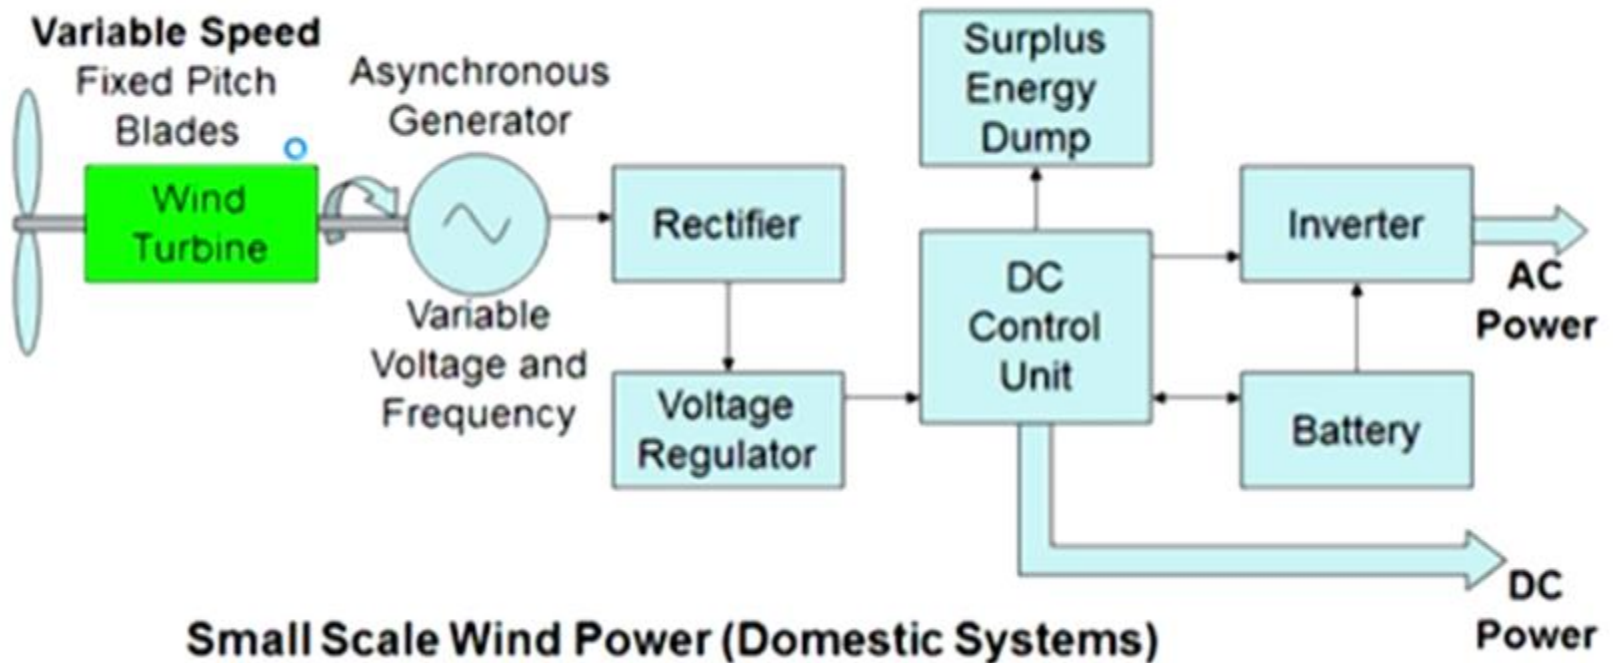 Variable Speed
Fixed Pitch
Blades
Asynchronous
Generator
Wind
Turbine
Variable
Voltage and
Frequency
Rectifier
Voltage
Regulator
Surplus
Energy
Dump
DC
Control
Unit
Inverter
Battery
AC
Power
DC
Power
Small Scale Wind Power (Domestic Systems)